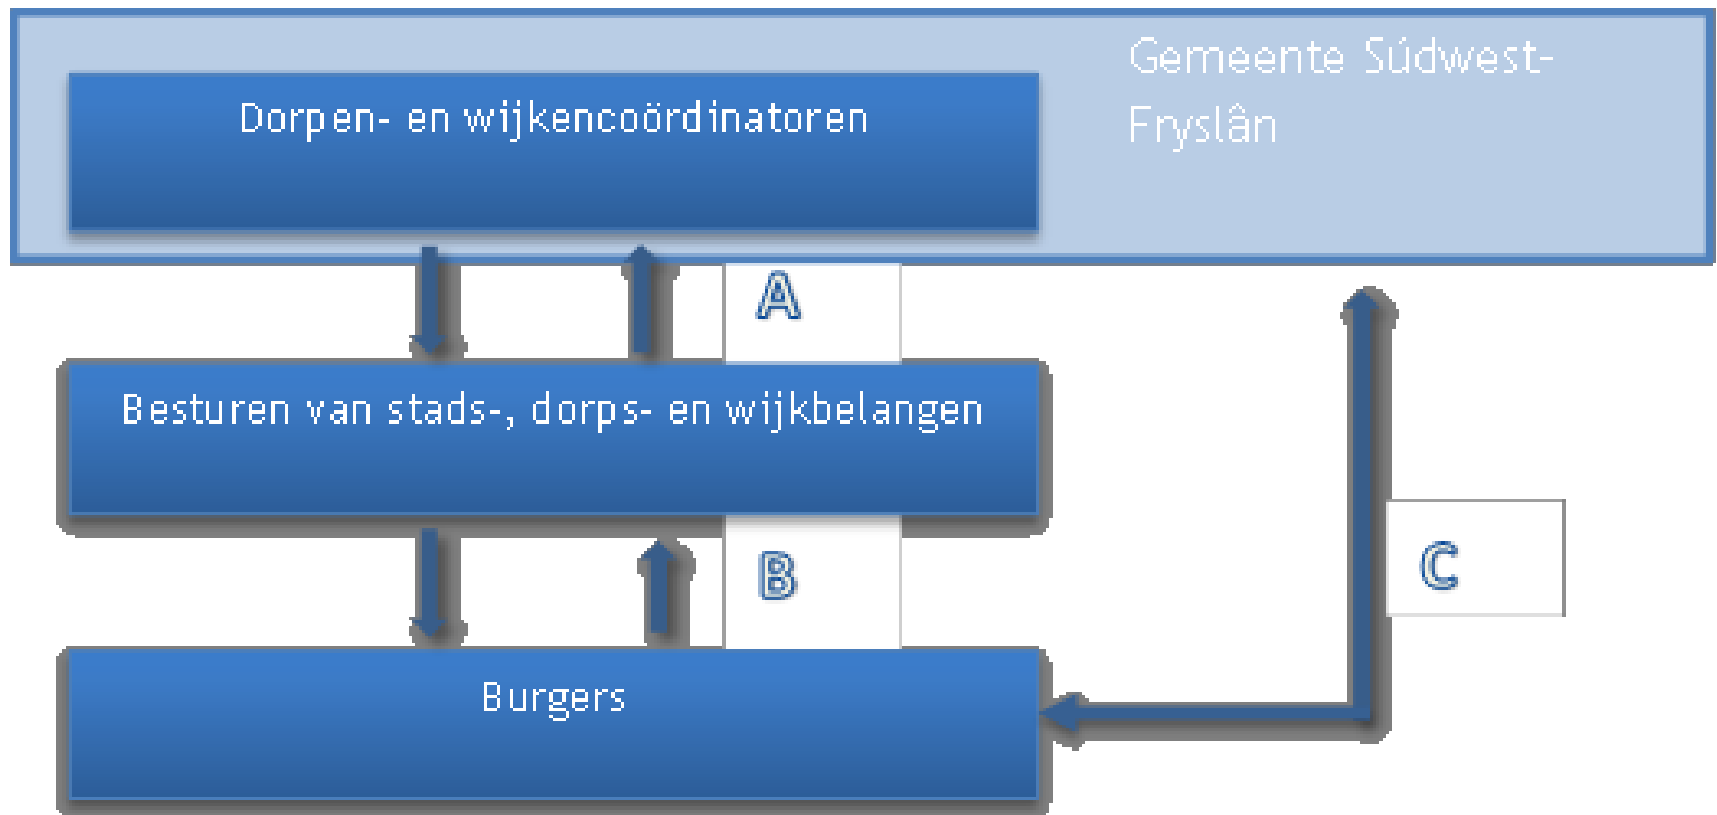 Gemeente Súdwest-
Fryslân
Dorpen- en wijkencoördinatoren
A
Besturen van stads-, dorps- en wijkbelangen
B
C
Burgers